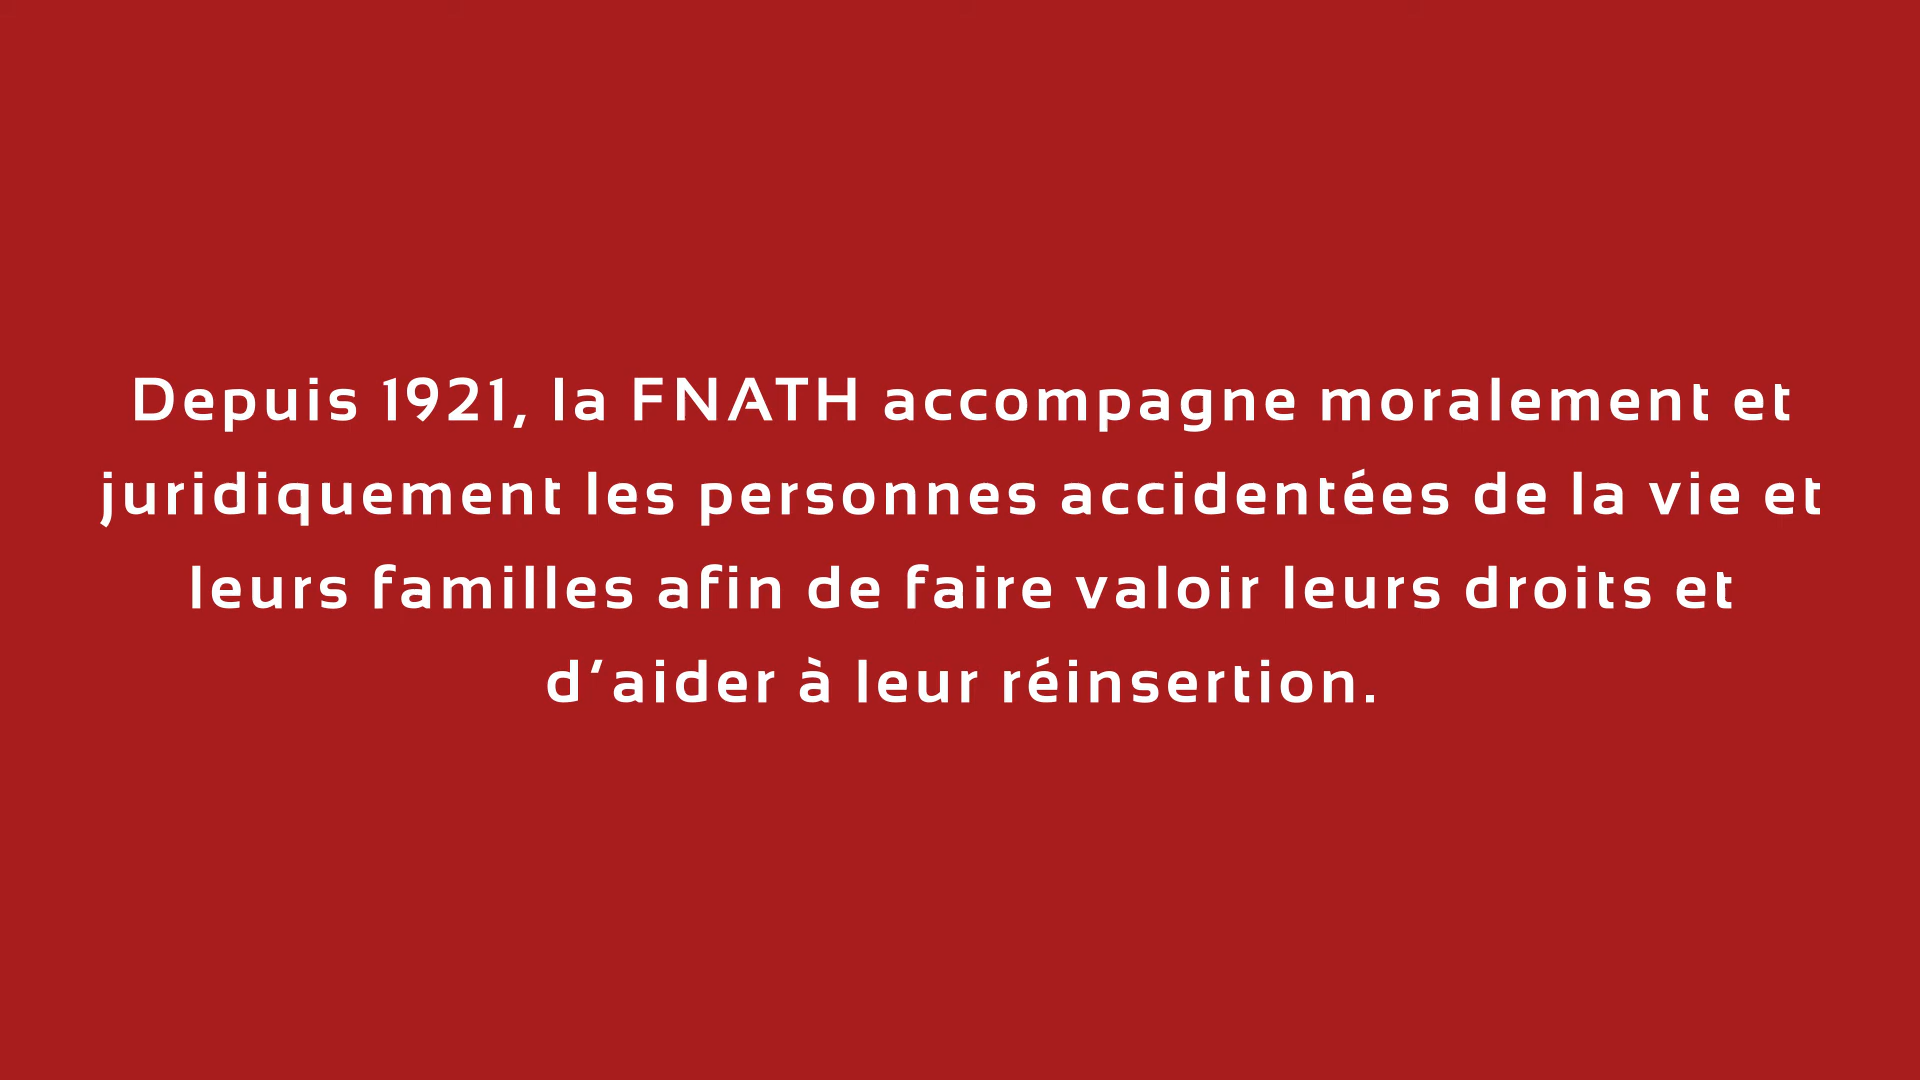 Depuis 1921, la FNATH accompagne moralement et
juridiquement les personnes accidentées de la vie et
leurs familles afin de faire valoir leurs droits et
d’aider à leur réinsertion.